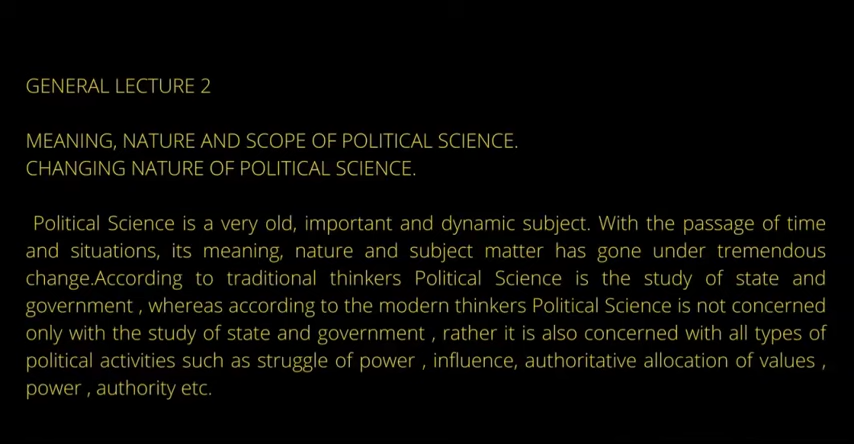 GENERAL LECTURE 2
MEANING, NATURE AND SCOPE OF POLITICAL SCIENCE.
CHANGING NATURE OF POLITICAL SCIENCE.
Political Science is a very old, important and dynamic subject. With the passage of time
and situations, its meaning, nature and subject matter has gone under tremendous
change.According to traditional thinkers Political Science is the study of state and
government , whereas according to the modern thinkers Political Science is not concerned
only with the study of state and government , rather it is also concerned with all types of
political activities such as struggle of power , influence, authoritative allocation of values ,
power , authority etc.